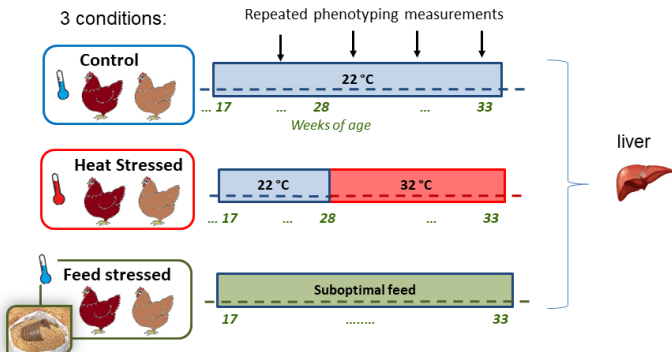 3 conditions:
Repeated phenotyping measurements
Control
22 °C
... 17 ... 28 ... 33
Weeks of age
Heat Stressed
22 °C 32 °C
... 17 ... 28 ... 33
Feed stressed
Suboptimal feed
17 ........ 33
liver